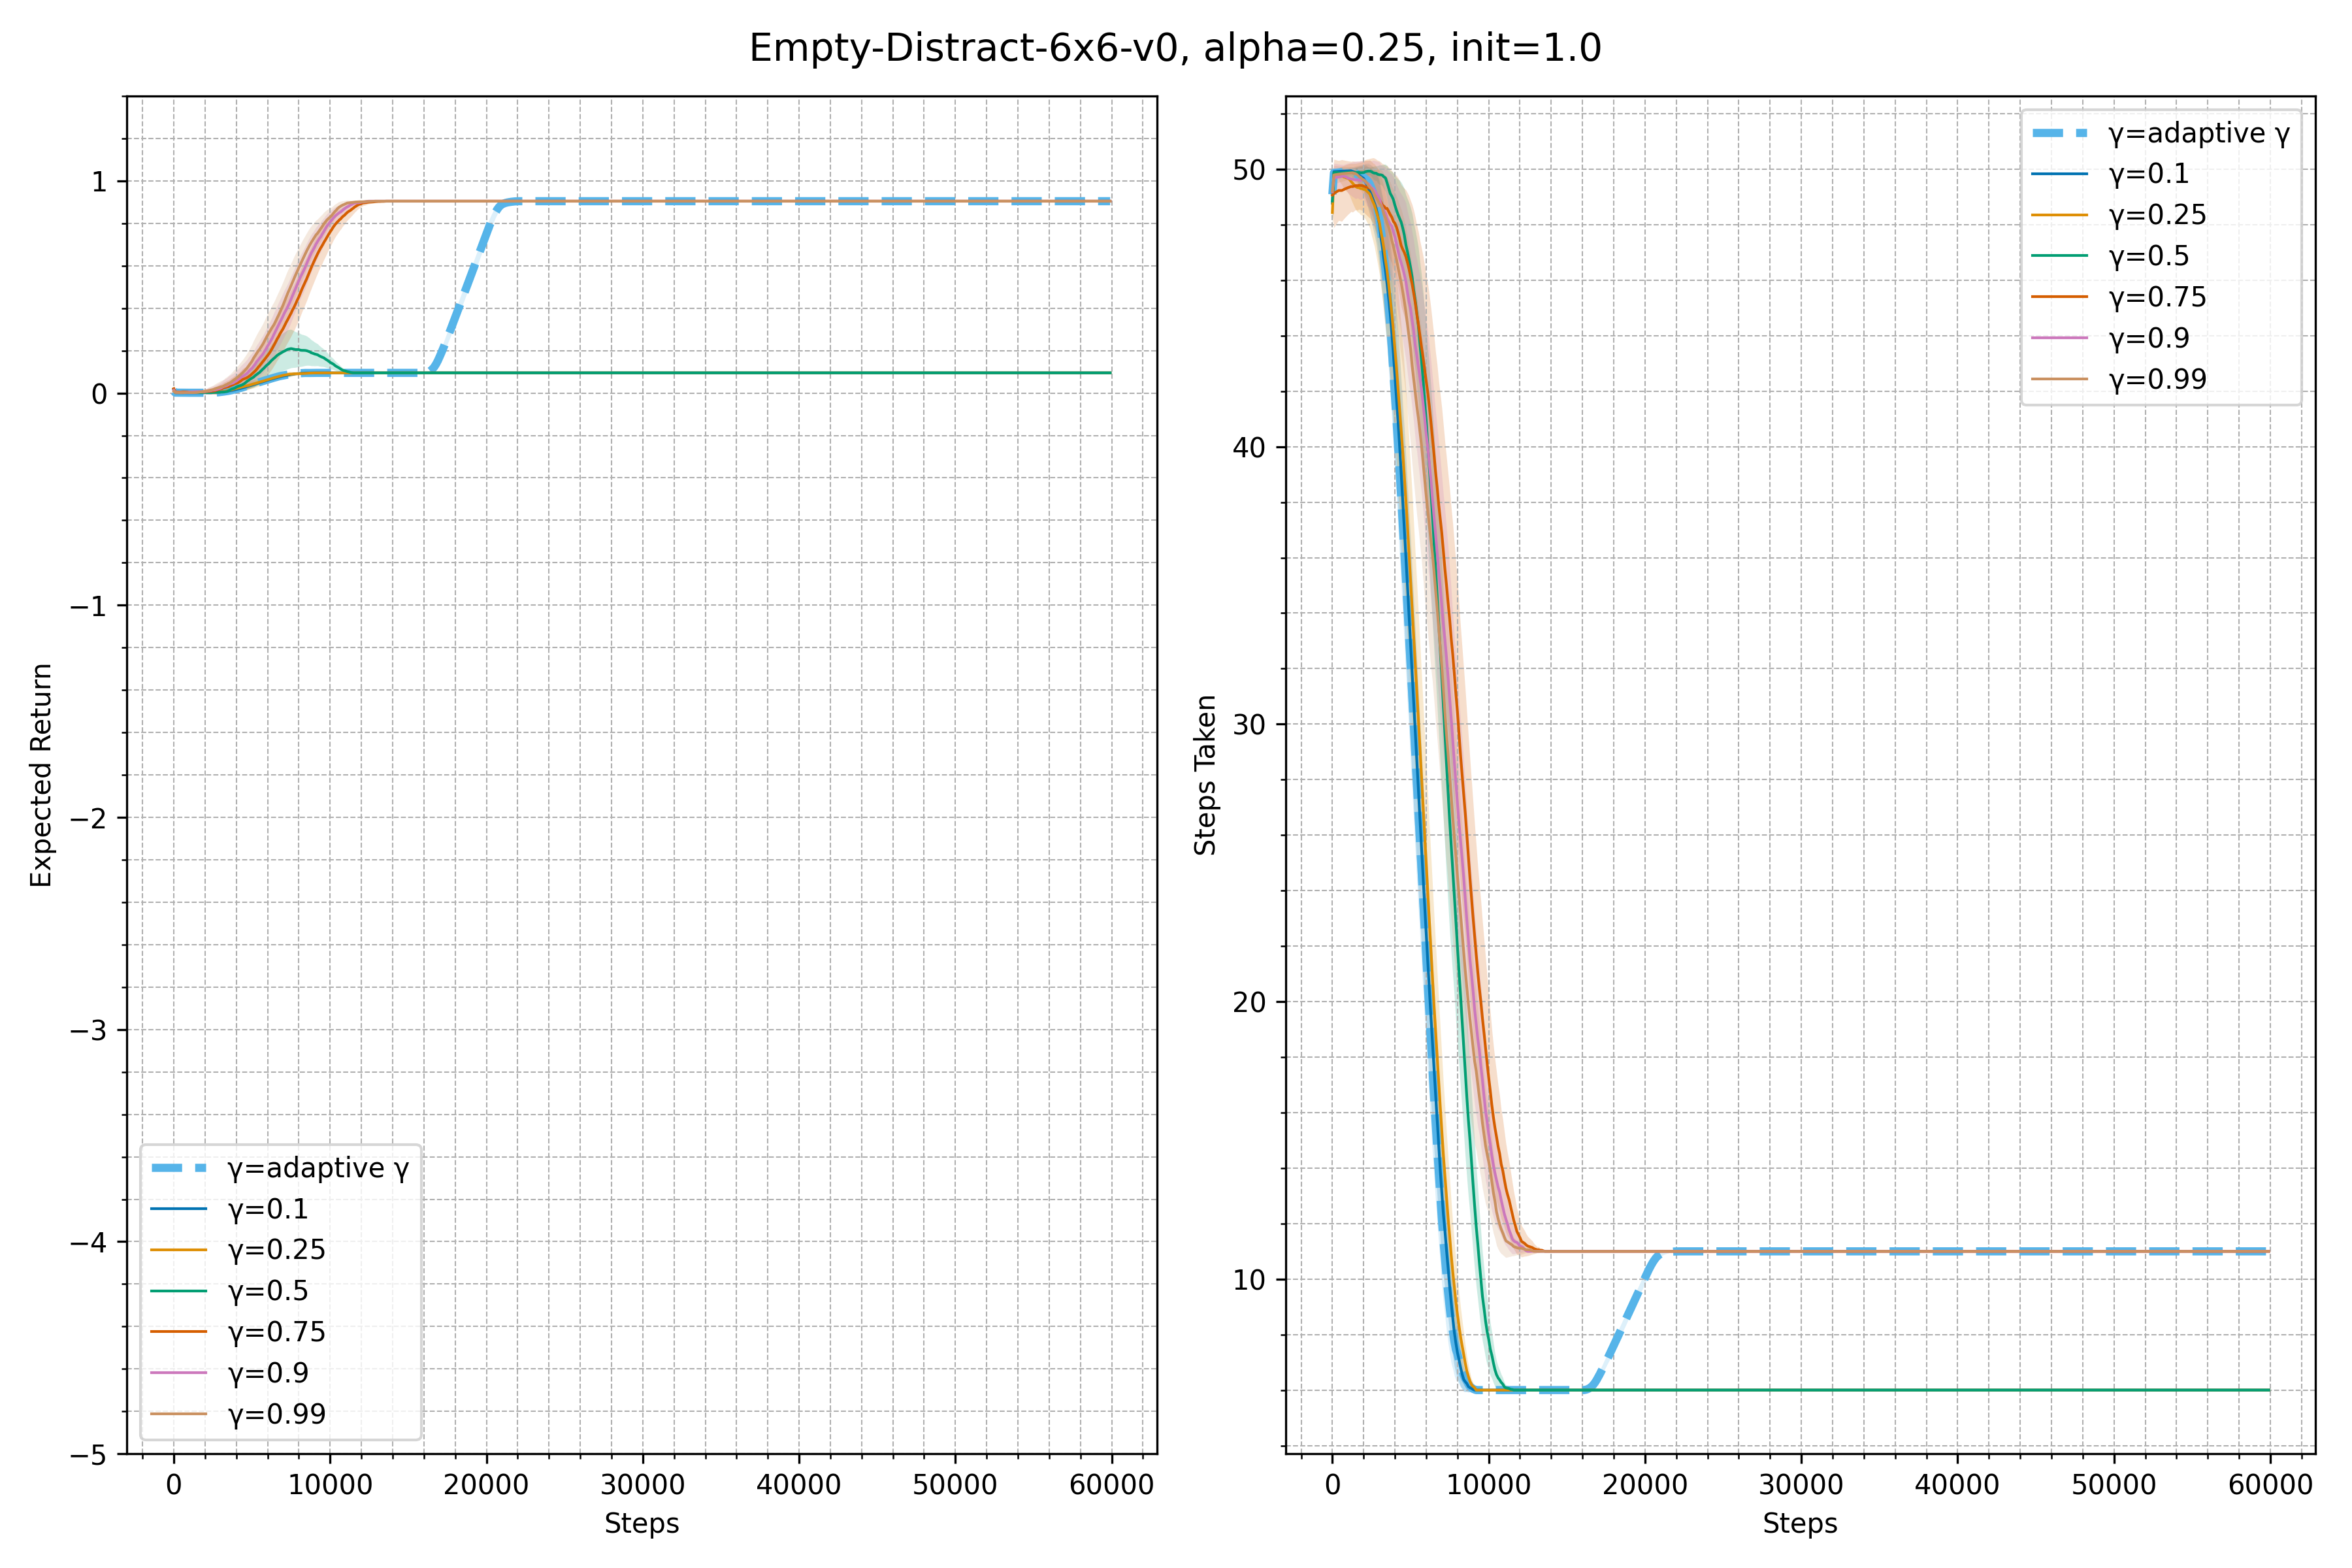 Empty-Distract-6x6-v0, alpha=0.25, init=1.0
Expected Return
1
0
−1
−2
−3
−4
−5
γ=adaptive γ
γ=0.1
γ=0.25
γ=0.5
γ=0.75
γ=0.9
γ=0.99
0 10000 20000 30000 40000 50000 60000
Steps
Steps Taken
50
40
30
20
10
γ=adaptive γ
γ=0.1
γ=0.25
γ=0.5
γ=0.75
γ=0.9
γ=0.99
0 10000 20000 30000 40000 50000 60000
Steps